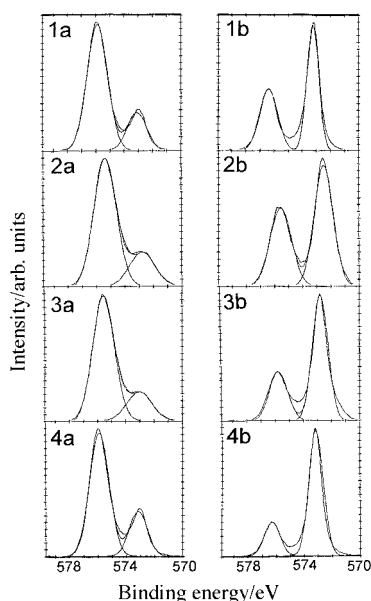 1a
1b
2a
2b
3a
3b
4a
4b
Intensity/arb. units
578 574 570 578 574 570
Binding energy/eV